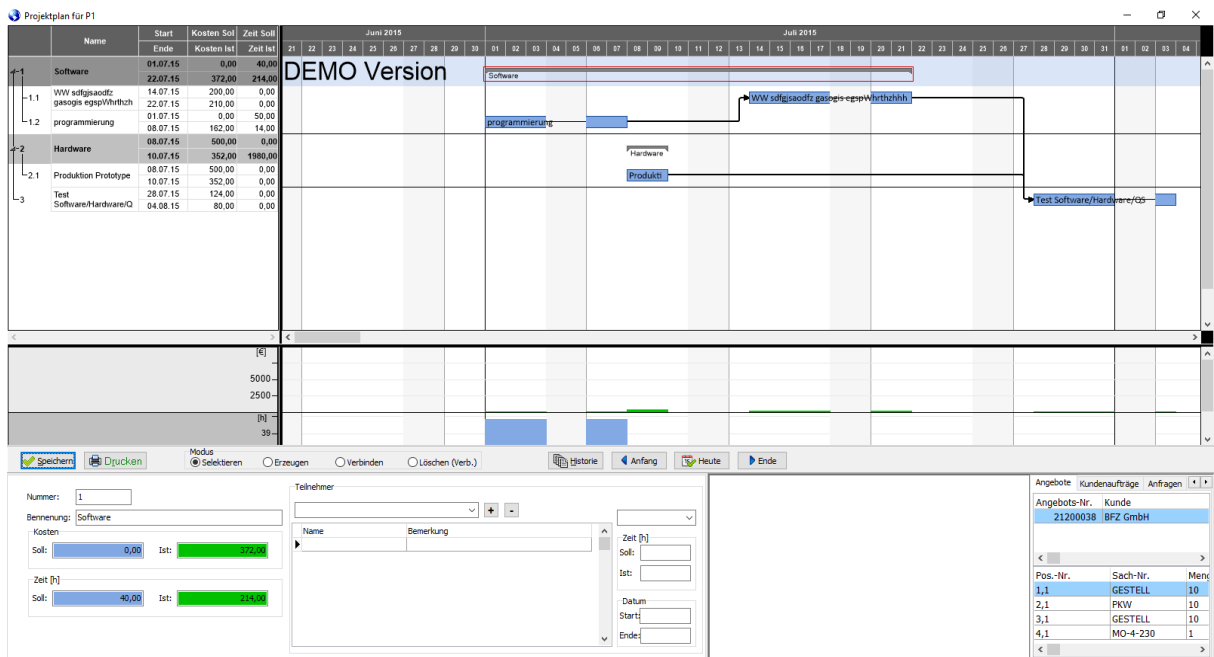 Projektplan für P1
Name Start Kosten Sol Zeit Soll
Ende Kosten Ist Zeit Ist
Juni 2015 Juli 2015
21 22 23 24 25 26 27 28 29 30 01 02 03 04 05 06 07 08 09 10 11 12 13 14 15 16 17 18 19 20 21 22 23 24 25 26 27 28 29 30 31 01 02 03 04
1 Software 01.07.15 0,00 40,00
22.07.15 372,00 214,00
1.1 WW sdfgjsaodfz 14.07.15 200,00 0,00
gasogis egspWhrthzh 22.07.15 210,00 0,00
1.2 programmierung 01.07.15 0,00 50,00
08.07.15 162,00 14,00
2 Hardware 08.07.15 500,00 0,00
10.07.15 352,00 1980,00
2.1 Produktion Prototype 08.07.15 500,00 0,00
10.07.15 352,00 0,00
3 Test 28.07.15 124,00 0,00
Software/Hardware/Q 04.08.15 80,00 0,00
DEMO Version
Software
WW sdfgjsaodfz gasogis egspWhrthzhhh
programmierung
Hardware
Produkti
Test Software/Hardware/QS
[€]
5000
2500
[h]
39
Speichern Drucken
Modus
Selektieren Erzeugen Verbinden Löschen (Verb.)
Historie Anfang Heute Ende
Nummer: 1
Bennenung: Software
Kosten
Soll: 0,00 Ist: 372,00
Zeit [h]
Soll: 40,00 Ist: 214,00
Teilnehmer
+ -
Name Bemerkung
Zeit [h]
Soll:
Ist:
Datum
Start:
Ende:
Angebote Kundenaufträge Anfragen
Angebots-Nr. Kunde
21200038 BFZ GmbH
Pos.-Nr. Sach-Nr. Meng
1,1 GESTELL 10
2,1 PKW 10
3,1 GESTELL 10
4,1 MO-4-230 1